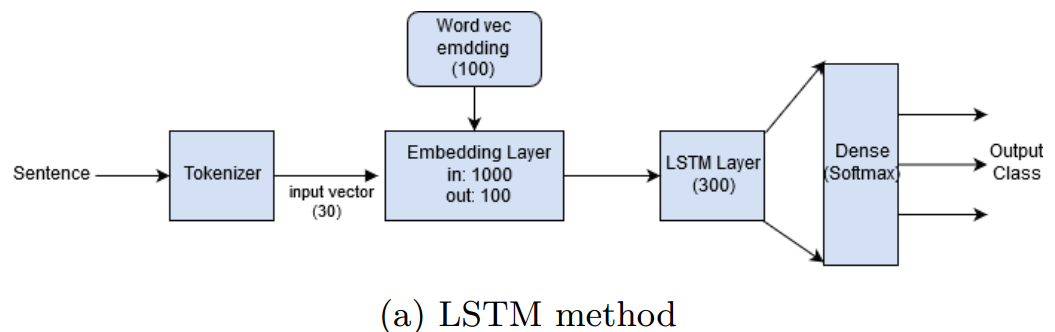 Word vec
emdding
(100)
Sentence
Tokenizer
input vector
(30)
Embedding Layer
in: 1000
out: 100
LSTM Layer
(300)
Dense
(Softmax)
Output
Class
(a) LSTM method